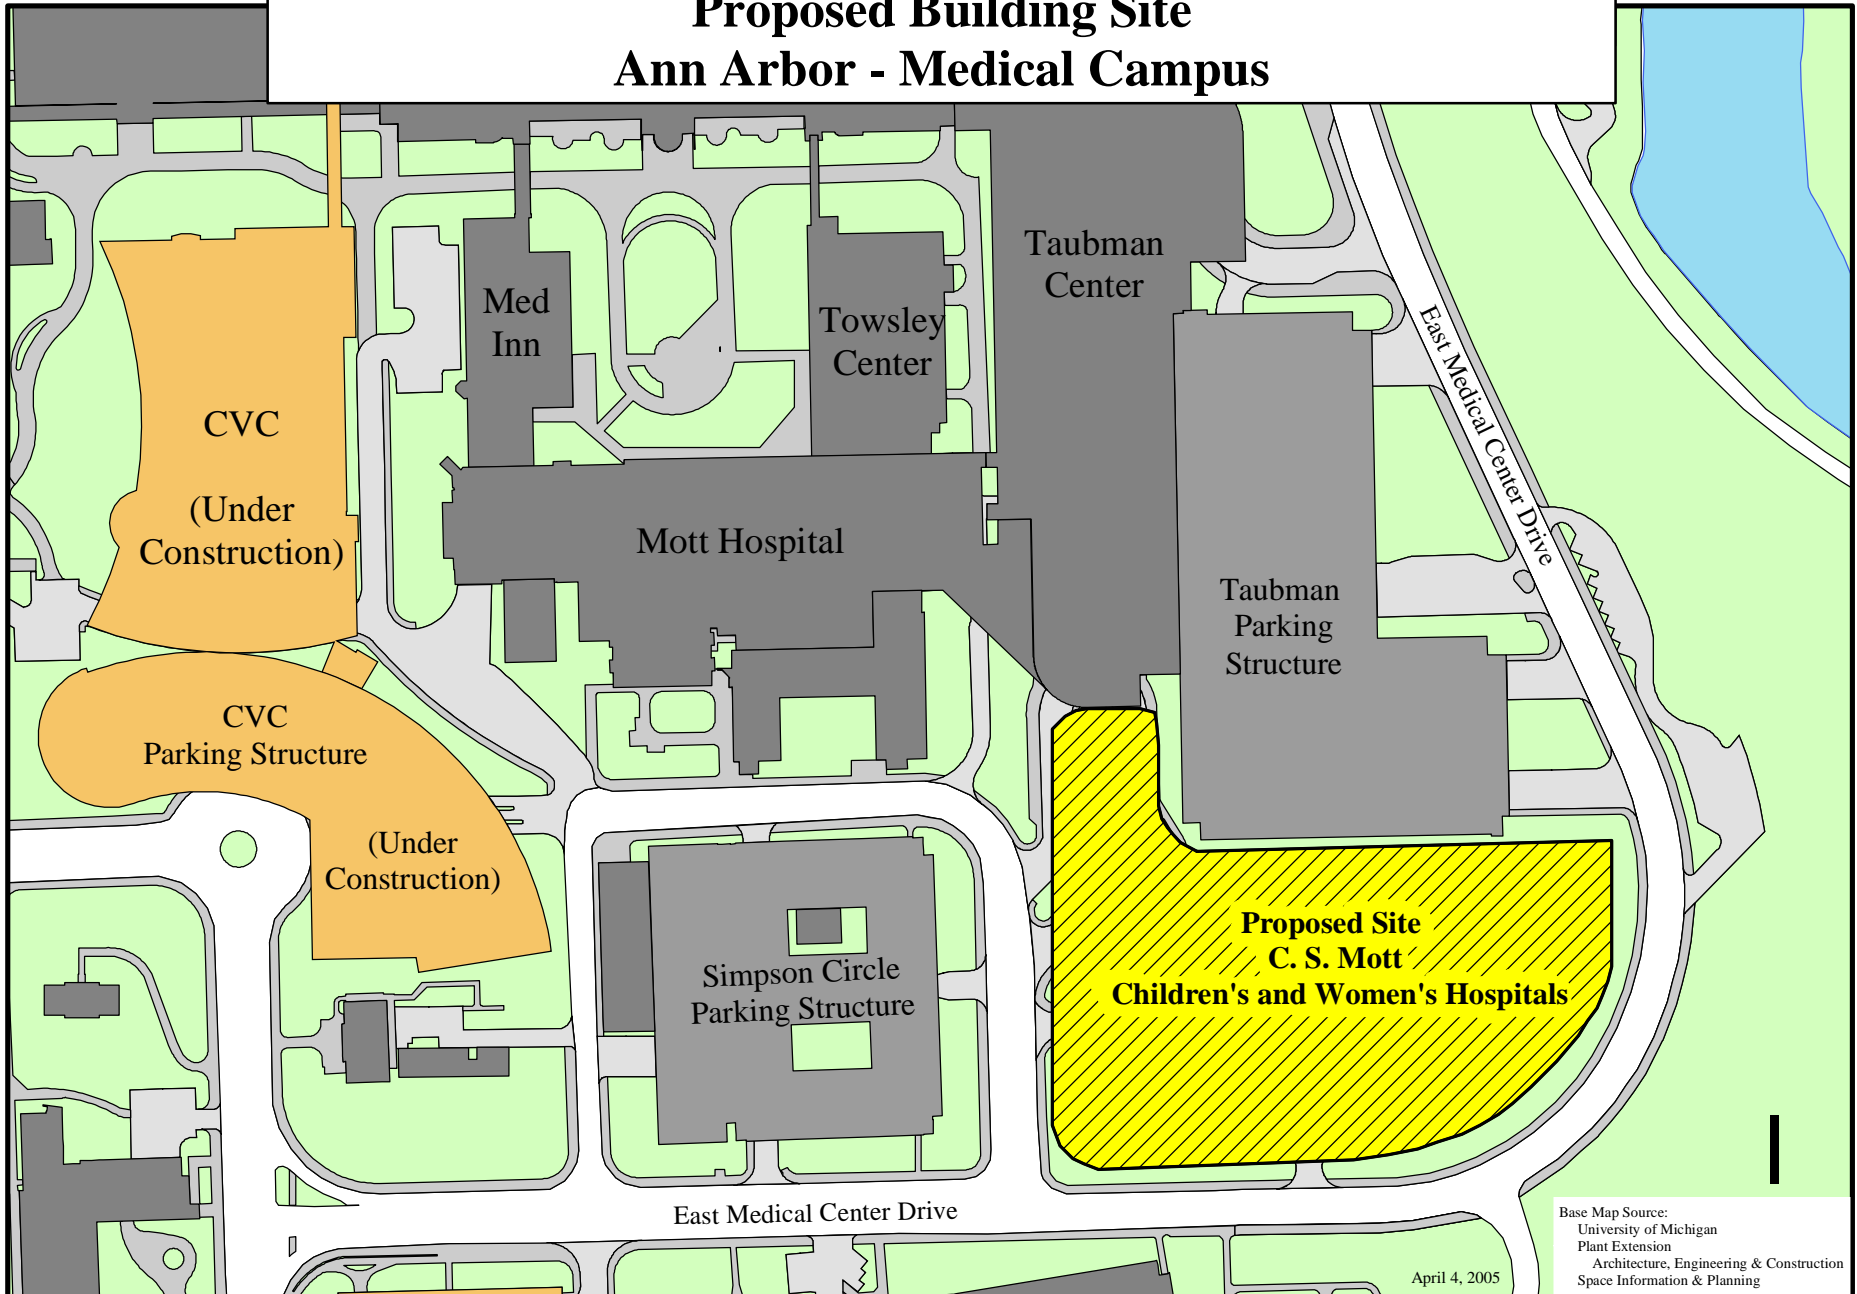 Proposed Building Site
Ann Arbor - Medical Campus
Taubman
Center
Med
Inn
Towsley
Center
East Medical Center Drive
CVC
(Under
Construction)
Mott Hospital
Taubman
Parking
Structure
CVC
Parking Structure
(Under
Construction)
Proposed Site
C. S. Mott
Children's and Women's Hospitals
Simpson Circle
Parking Structure
East Medical Center Drive
Base Map Source:
University of Michigan
Plant Extension
Architecture, Engineering & Construction
Space Information & Planning
April 4, 2005